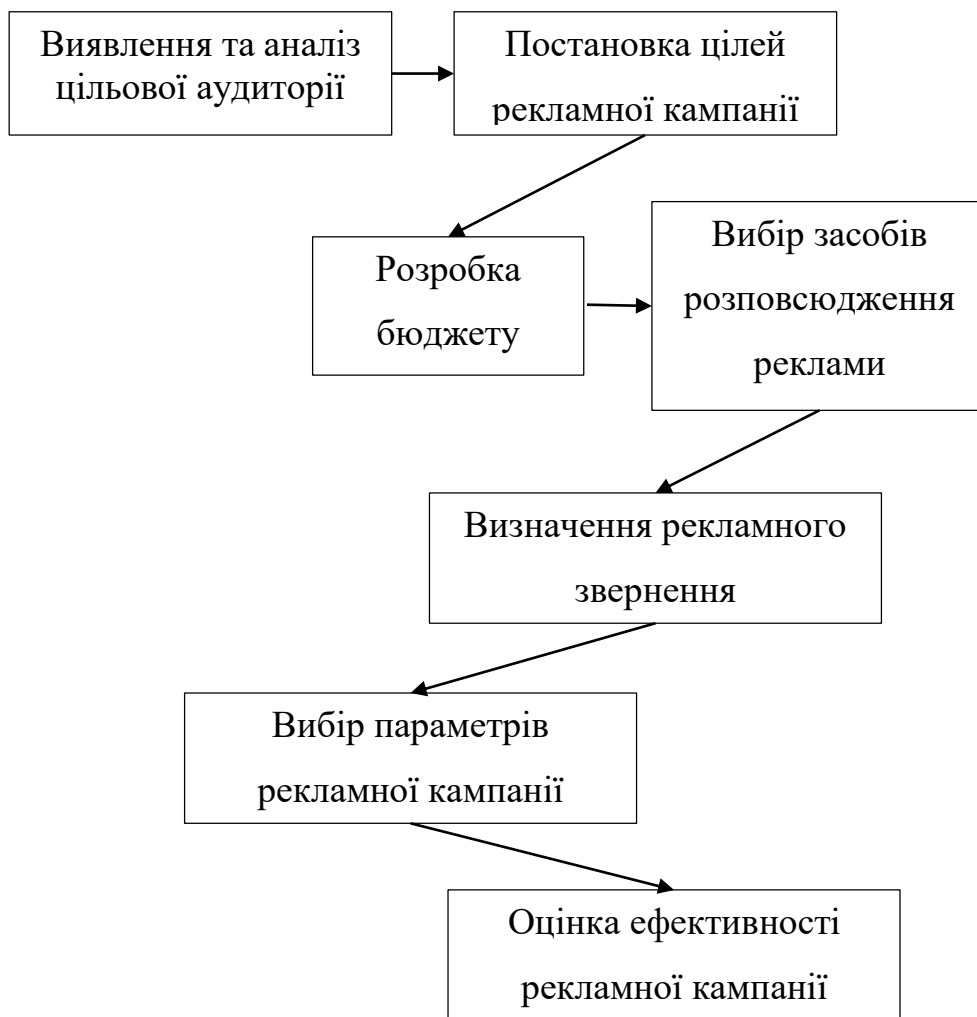 Виявлення та аналіз
цільової аудиторії
Постановка цілей
рекламної кампанії
Розробка
бюджету
Вибір засобів
розповсюдження
реклами
Визначення рекламного
звернення
Вибір параметрів
рекламної кампанії
Оцінка ефективності
рекламної кампанії